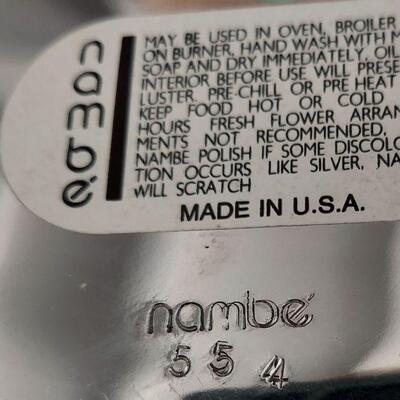 nambé
MAY BE USED IN OVEN, BROILER
ON BURNER, HAND WASH WITH M
SOAP AND DRY IMMEDIATELY, OIL
INTERIOR BEFORE USE WILL PRESE
LUSTER, PRE-CHILL OR PRE HEAT
KEEP FOOD HOT OR COLD
HOURS FRESH FLOWER ARRAN
MENTS NOT RECOMMENDED,
NAMBE POLISH IF SOME DISCOLO
TION OCCURS LIKE SILVER, NA
WILL SCRATCH
MADE IN U.S.A.
nambé
554